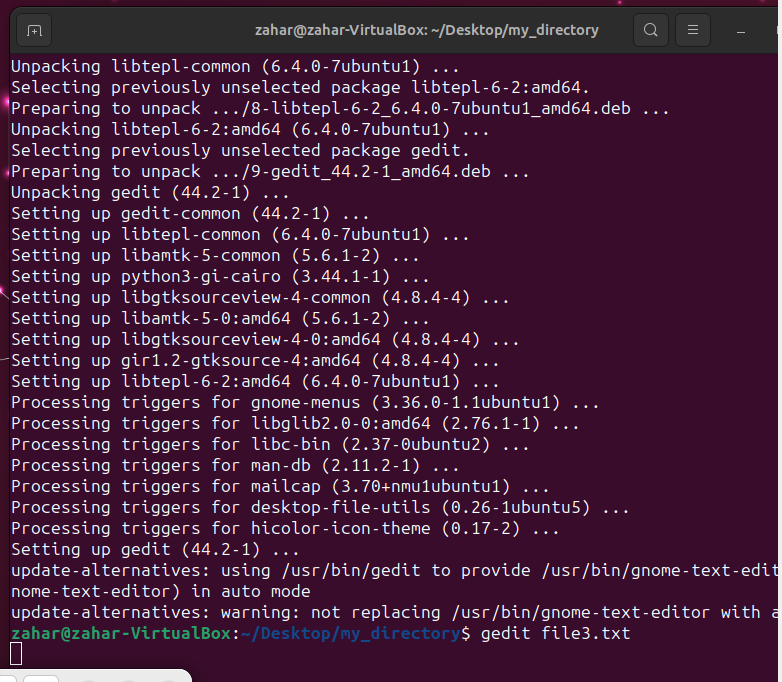 zahar@zahar-VirtualBox: ~/Desktop/my_directory
Unpacking libtepl-common (6.4.0-7ubuntu1) ...
Selecting previously unselected package libtepl-6-2:amd64.
Preparing to unpack .../8-libtepl-6-2_6.4.0-7ubuntu1_amd64.deb ...
Unpacking libtepl-6-2:amd64 (6.4.0-7ubuntu1) ...
Selecting previously unselected package gedit.
Preparing to unpack .../9-gedit_44.2-1_amd64.deb ...
Unpacking gedit (44.2-1) ...
Setting up gedit-common (44.2-1) ...
Setting up libtepl-common (6.4.0-7ubuntu1) ...
Setting up libamtk-5-common (5.6.1-2) ...
Setting up python3-gi-cairo (3.44.1-1) ...
Setting up libgtksourceview-4-common (4.8.4-4) ...
Setting up libamtk-5-0:amd64 (5.6.1-2) ...
Setting up libgtksourceview-4-0:amd64 (4.8.4-4) ...
Setting up gir1.2-gtksource-4:amd64 (4.8.4-4) ...
Setting up libtepl-6-2:amd64 (6.4.0-7ubuntu1) ...
Processing triggers for gnome-menus (3.36.0-1.1ubuntu1) ...
Processing triggers for libglib2.0-0:amd64 (2.76.1-1) ...
Processing triggers for libc-bin (2.37-0ubuntu2) ...
Processing triggers for man-db (2.11.2-1) ...
Processing triggers for mailcap (3.70+nmu1ubuntu1) ...
Processing triggers for desktop-file-utils (0.26-1ubuntu5) ...
Processing triggers for hicolor-icon-theme (0.17-2) ...
Setting up gedit (44.2-1) ...
update-alternatives: using /usr/bin/gedit to provide /usr/bin/gnome-text-edit
nome-text-editor) in auto mode
update-alternatives: warning: not replacing /usr/bin/gnome-text-editor with a
zahar@zahar-VirtualBox:~/Desktop/my_directory$ gedit file3.txt